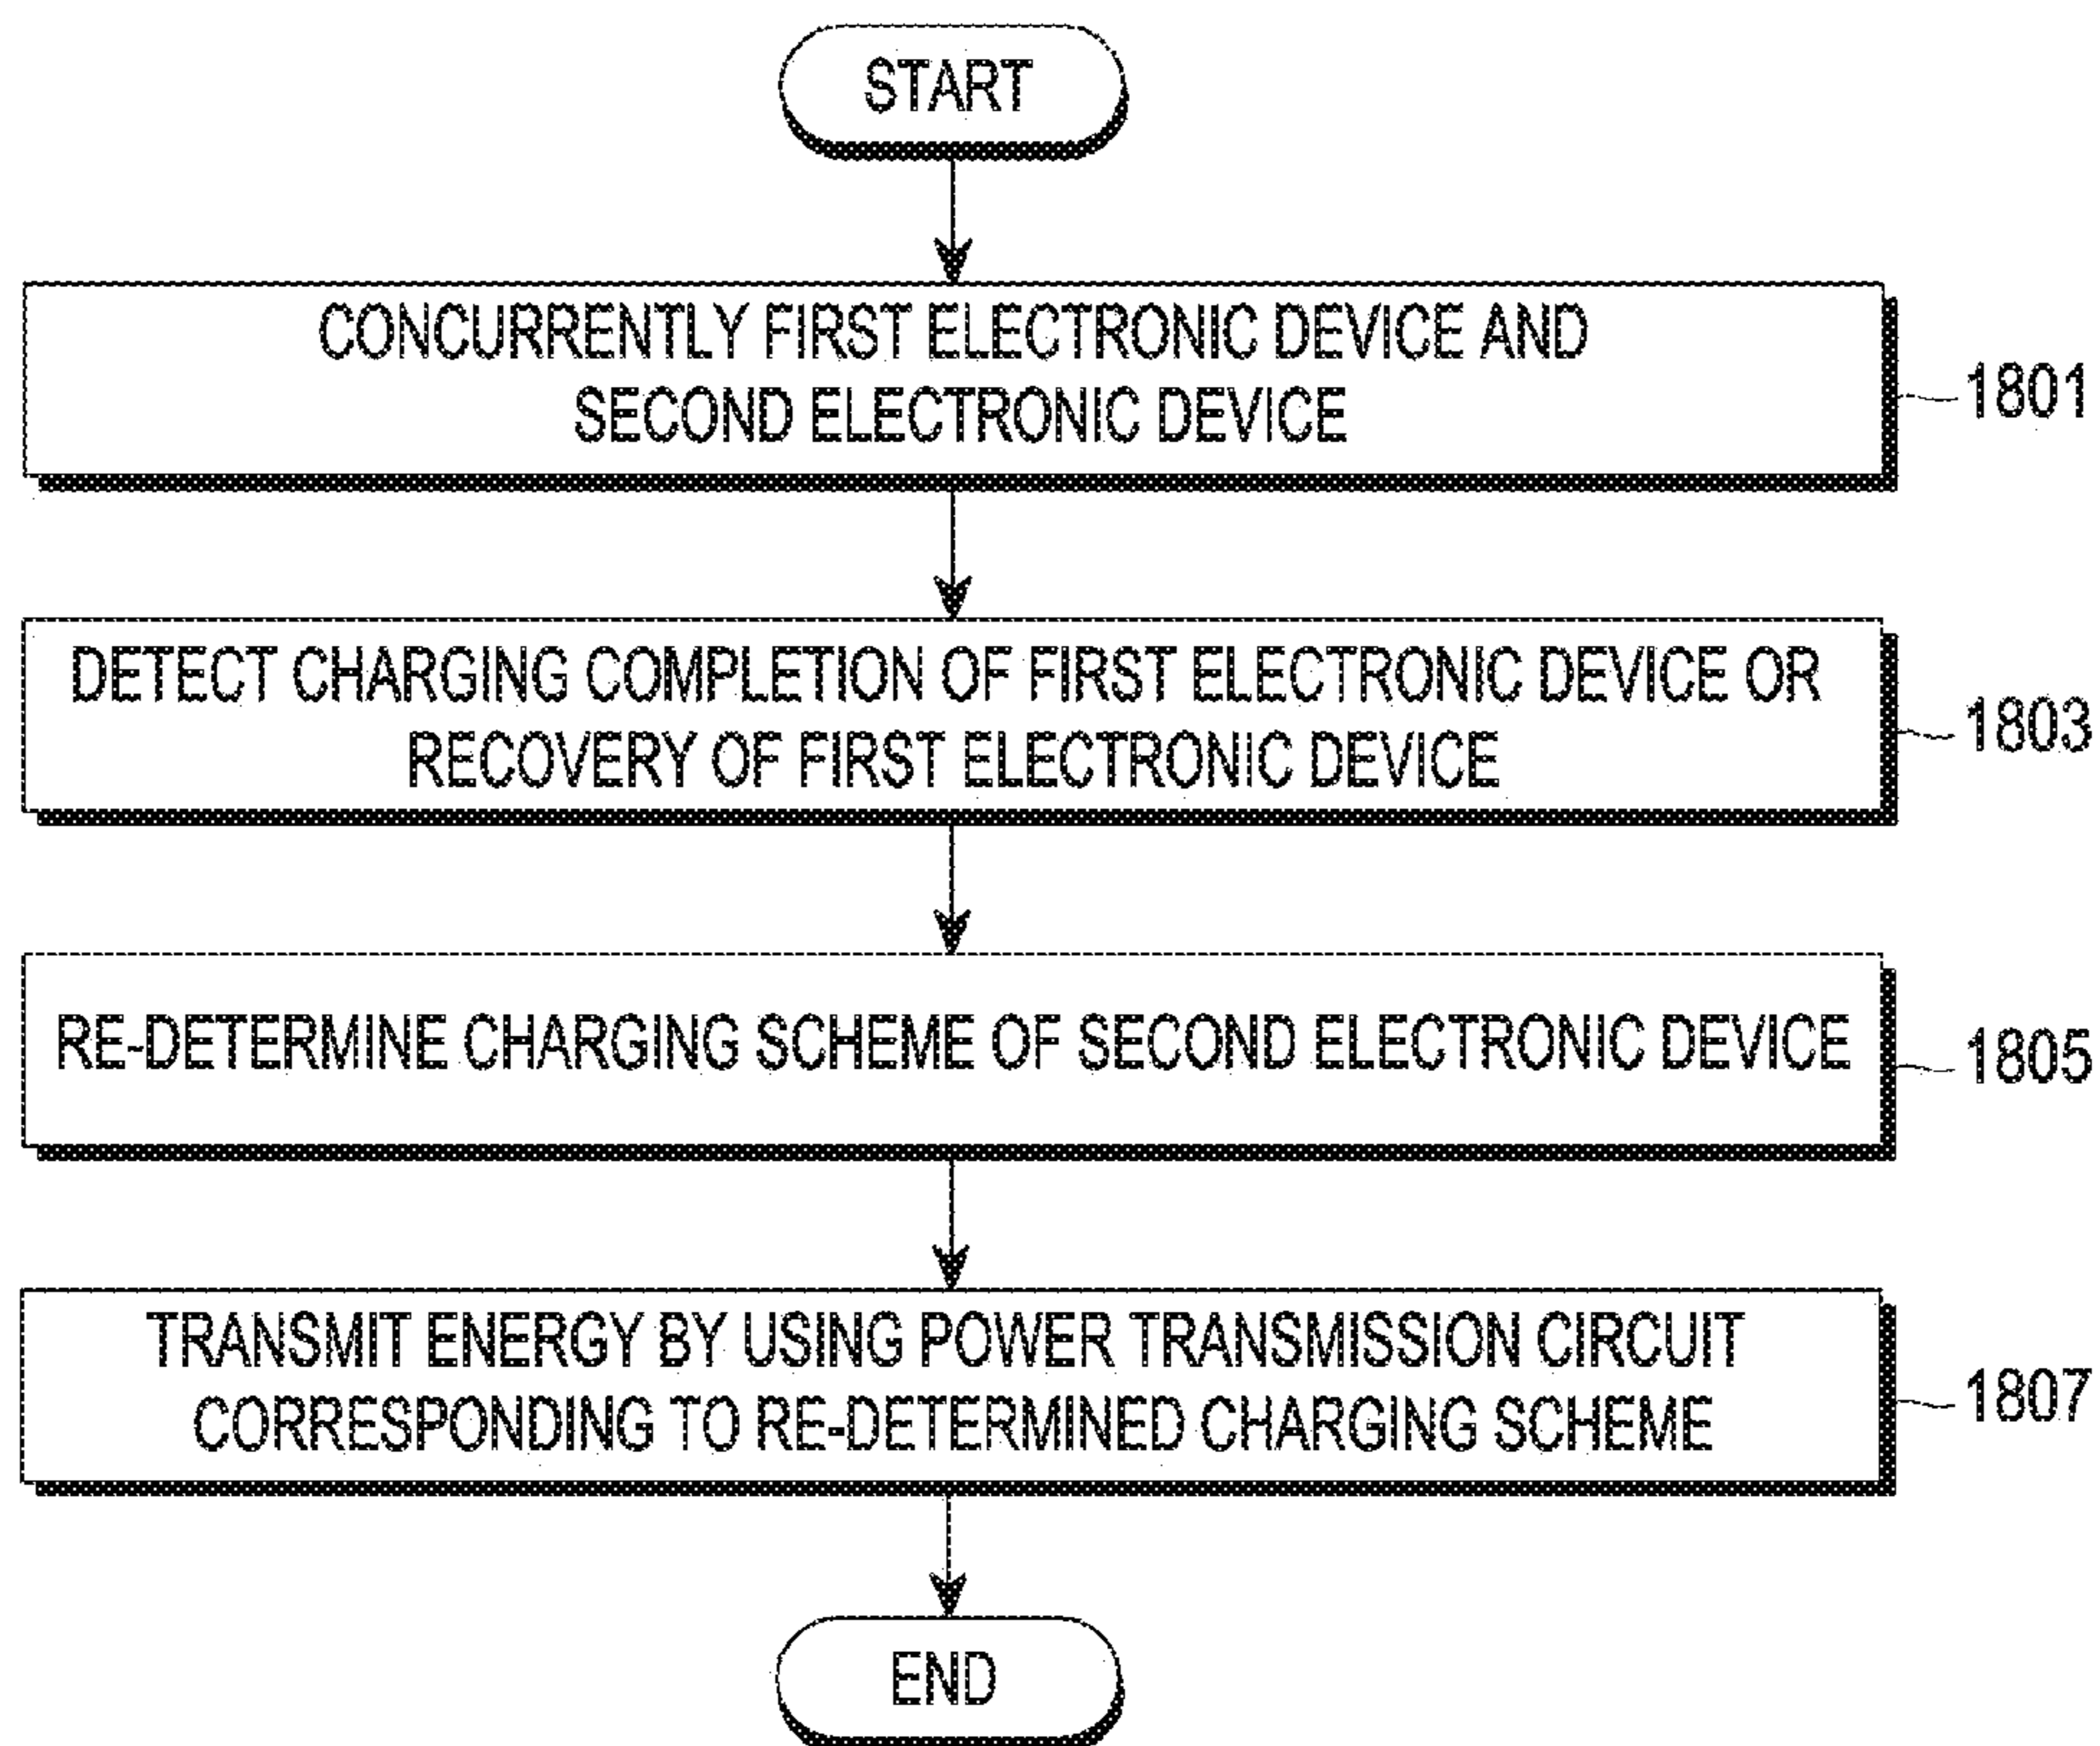 START
CONCURRENTLY FIRST ELECTRONIC DEVICE AND
SECOND ELECTRONIC DEVICE
1801
DETECT CHARGING COMPLETION OF FIRST ELECTRONIC DEVICE OR
RECOVERY OF FIRST ELECTRONIC DEVICE
1803
RE-DETERMINE CHARGING SCHEME OF SECOND ELECTRONIC DEVICE
1805
TRANSMIT ENERGY BY USING POWER TRANSMISSION CIRCUIT
CORRESPONDING TO RE-DETERMINED CHARGING SCHEME
1807
END